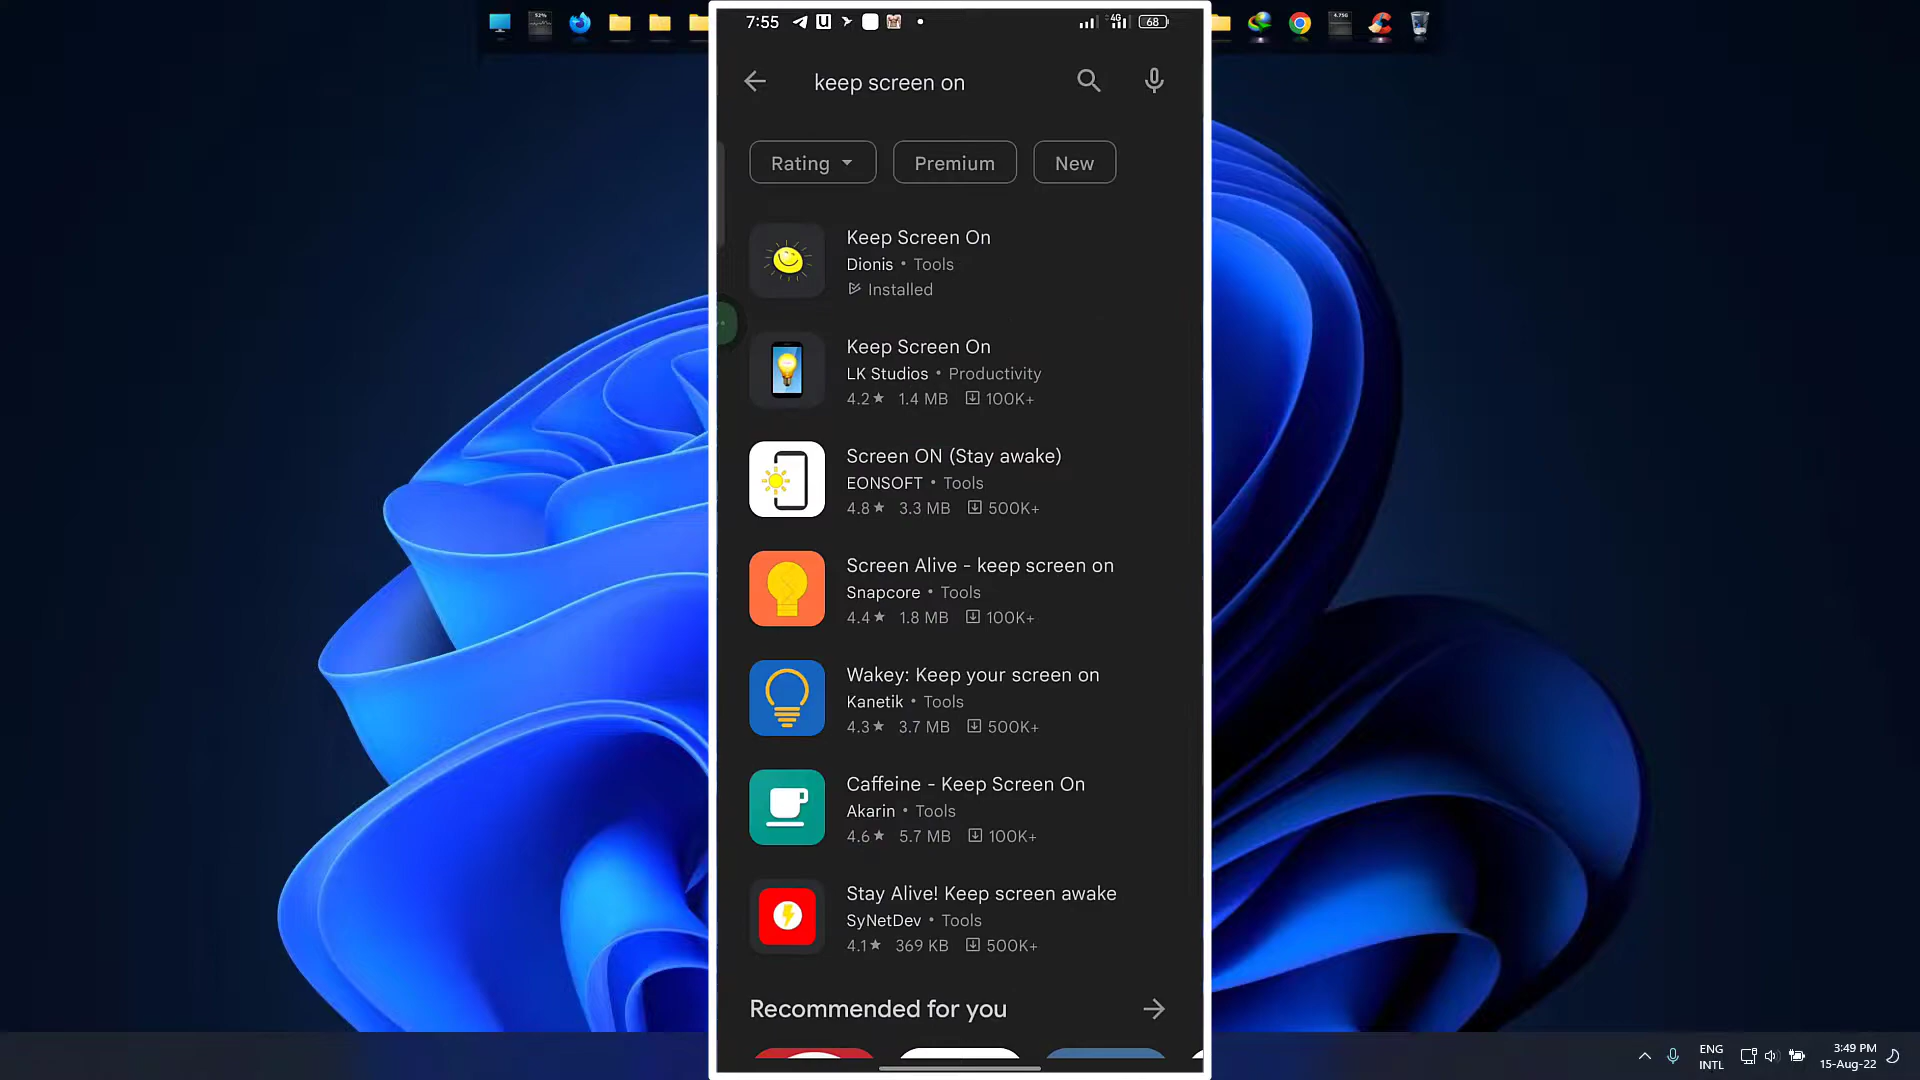 52%
4.75G
7:55
4G
68
keep screen on
Rating
Premium
New
Keep Screen On
Dionis • Tools
Installed
Keep Screen On
LK Studios • Productivity
4.2★ 1.4 MB 100K+
Screen ON (Stay awake)
EONSOFT • Tools
4.8★ 3.3 MB 500K+
Screen Alive - keep screen on
Snapcore • Tools
4.4★ 1.8 MB 100K+
Wakey: Keep your screen on
Kanetik • Tools
4.3★ 3.7 MB 500K+
Caffeine - Keep Screen On
Akarin • Tools
4.6★ 5.7 MB 100K+
Stay Alive! Keep screen awake
SyNetDev • Tools
4.1★ 369 KB 500K+
Recommended for you
ENG
INTL
3:49 PM
15-Aug-22